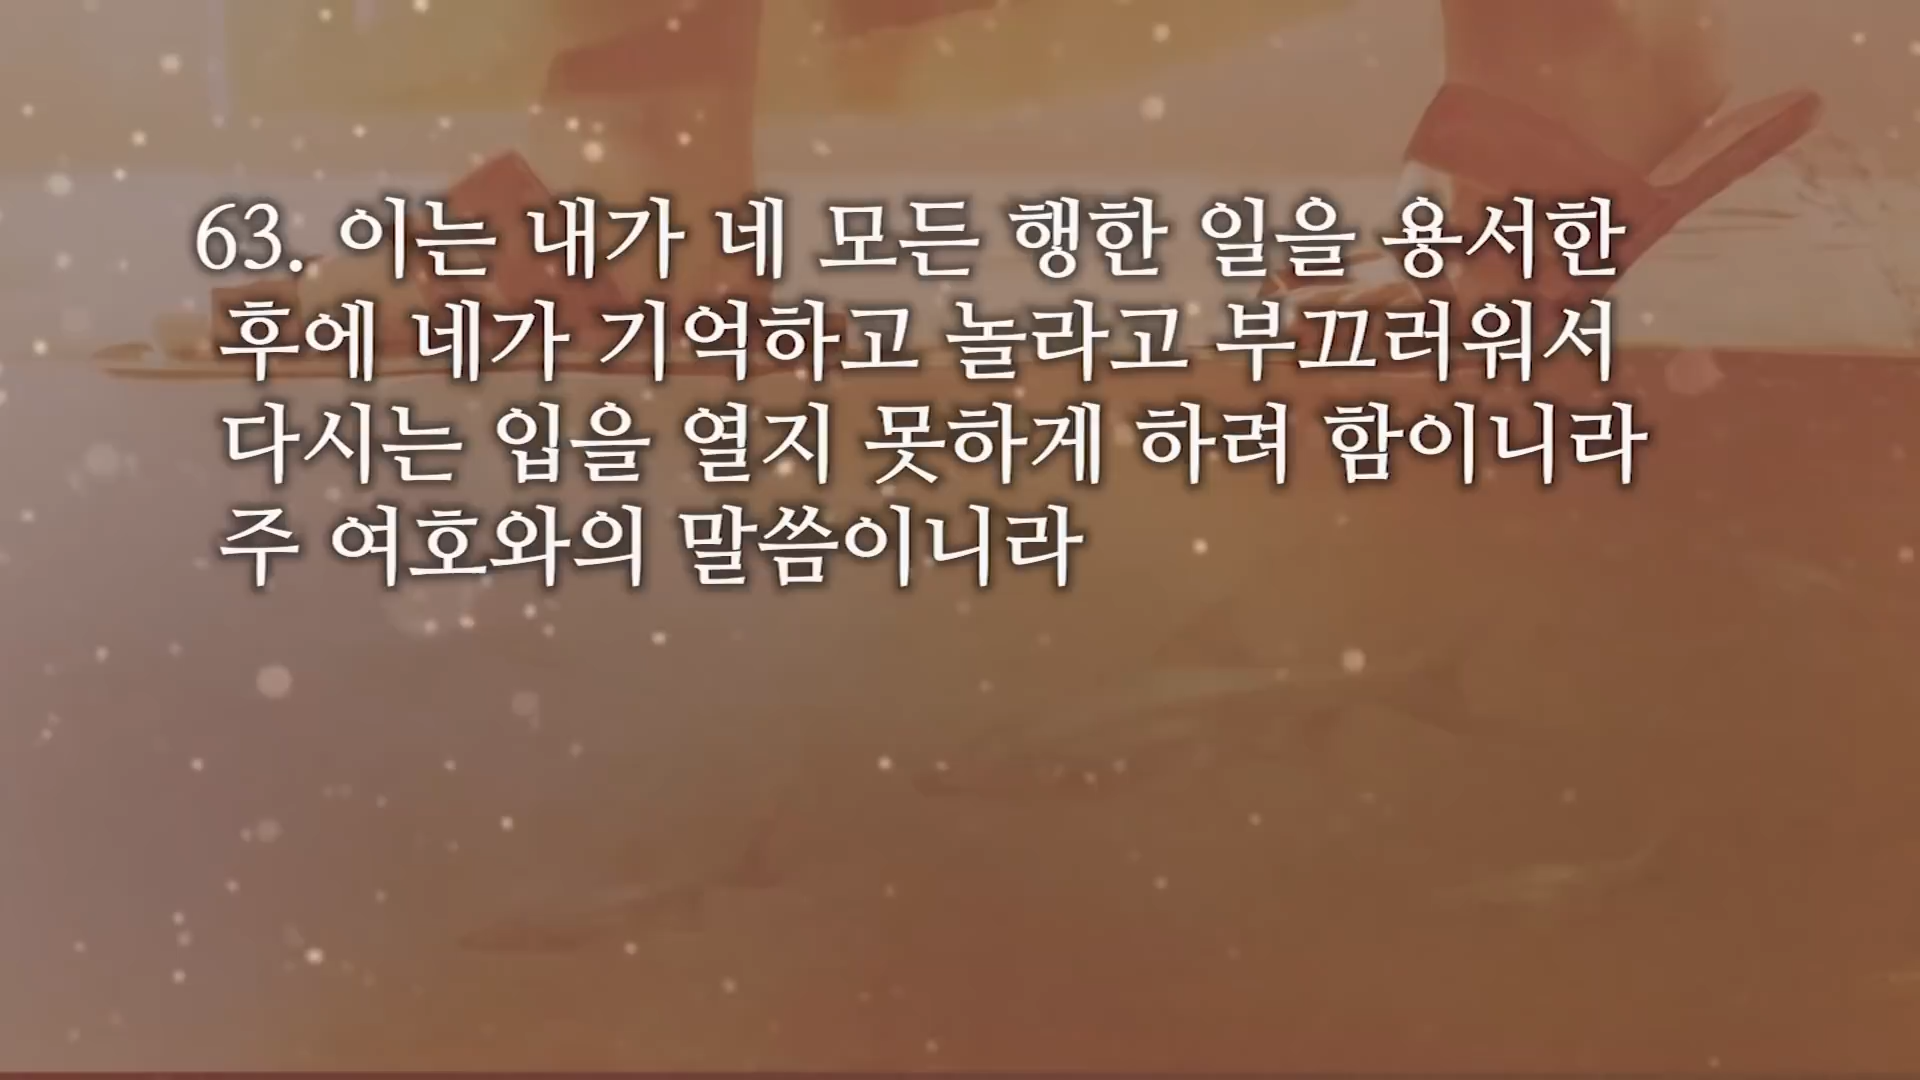 63. 이는 내가 네 모든 행한 일을 용서한
후에 네가 기억하고 놀라고 부끄러워서
다시는 입을 열지 못하게 하려 함이니라
주 여호와의 말씀이니라